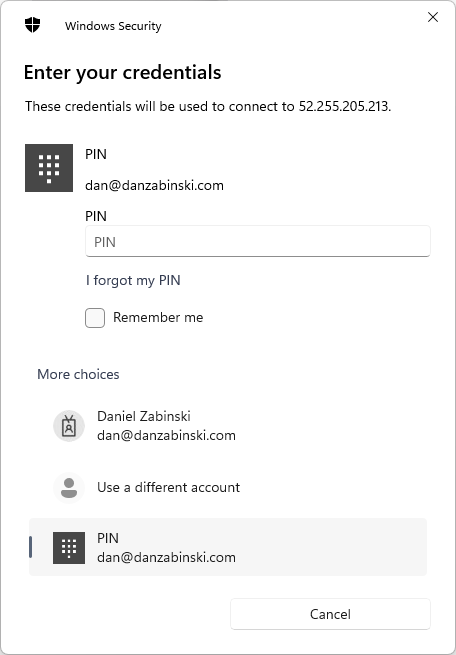 Windows Security
Enter your credentials
These credentials will be used to connect to 52.255.205.213.
PIN
dan@danzabinski.com
PIN
PIN
I forgot my PIN
Remember me
More choices
Daniel Zabinski
dan@danzabinski.com
Use a different account
PIN
dan@danzabinski.com
Cancel